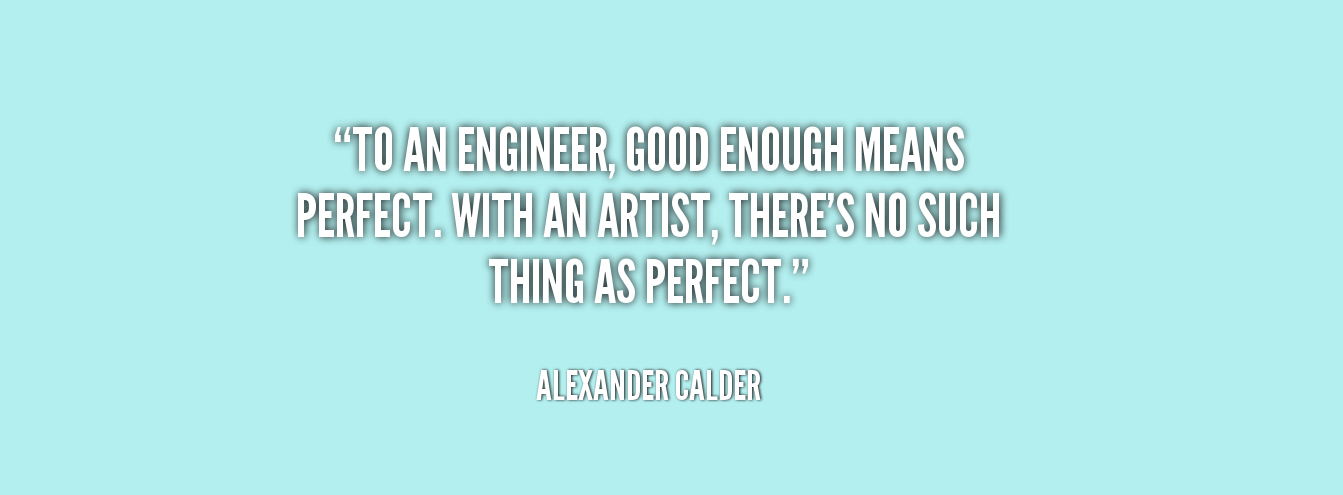 “TO AN ENGINEER, GOOD ENOUGH MEANS
PERFECT. WITH AN ARTIST, THERE’S NO SUCH
THING AS PERFECT.”
ALEXANDER CALDER